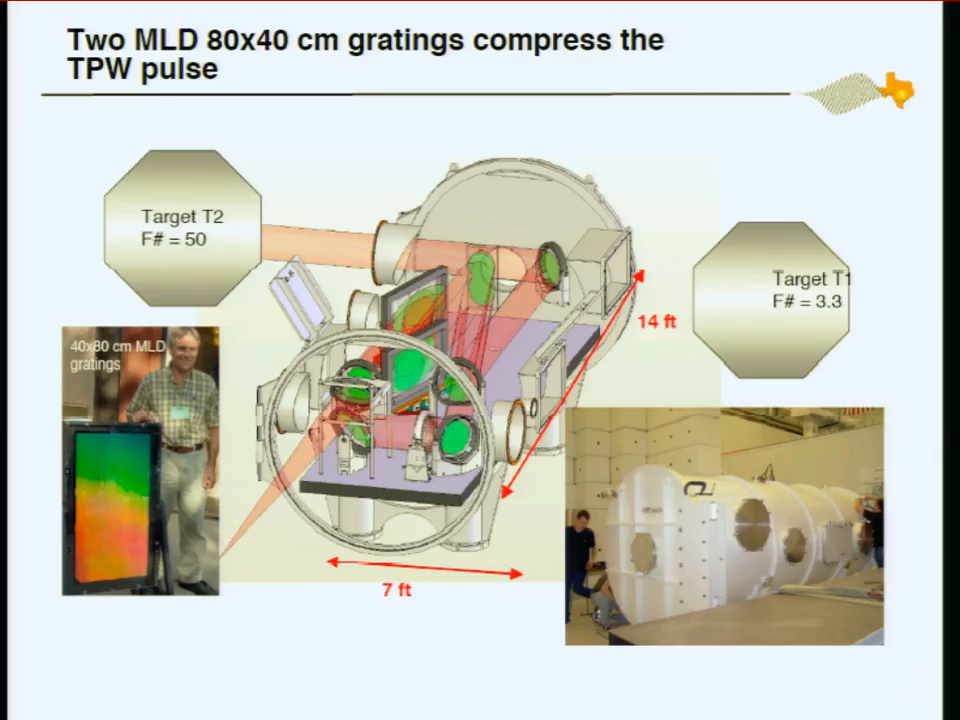 Two MLD 80x40 cm gratings compress the
TPW pulse
Target T2
F# = 50
Target T1
F# = 3.3
14 ft
40x80 cm MLD
gratings
7 ft